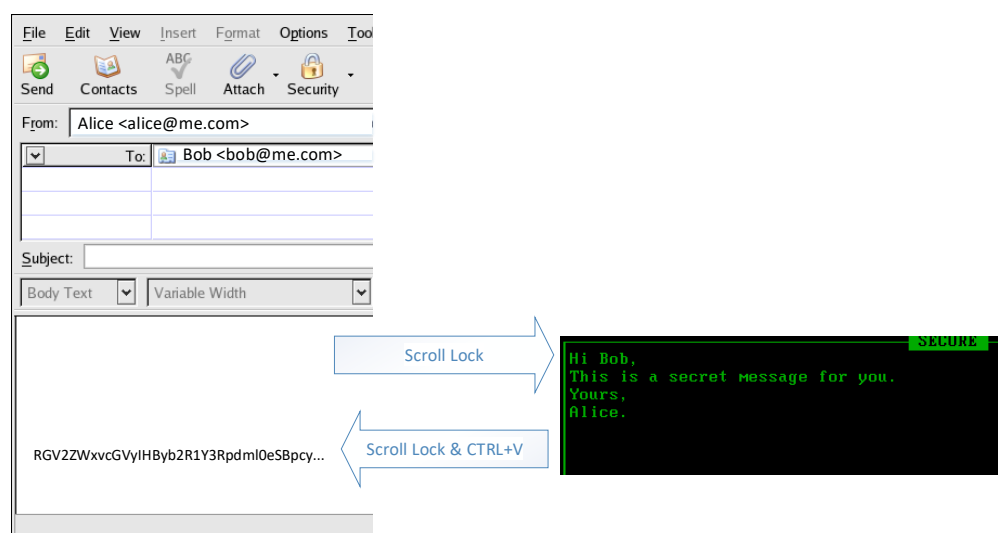 File Edit View Insert Format Options Too
ABC
Send Contacts Spell Attach Security
From: Alice <alice@me.com>
To: Bob <bob@me.com>
Subject:
Body Text Variable Width
Scroll Lock
SECURE
Hi Bob,
This is a secret message for you.
Yours,
Alice.
Scroll Lock & CTRL+V
RGV2ZWxvcGVyIHByb2R1Y3Rpdml0eSBpcy...